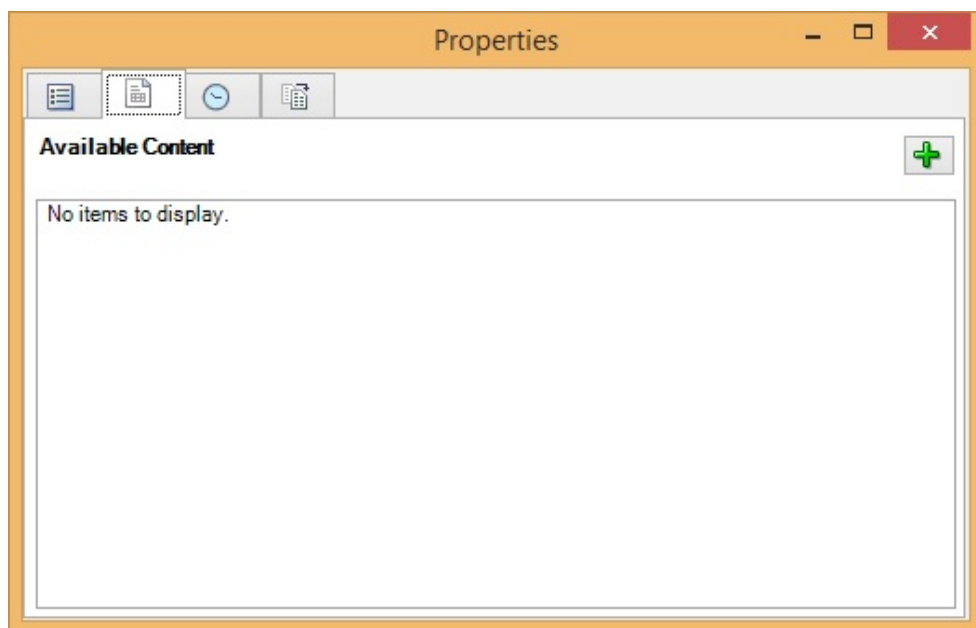 Properties
Available Content
No items to display.